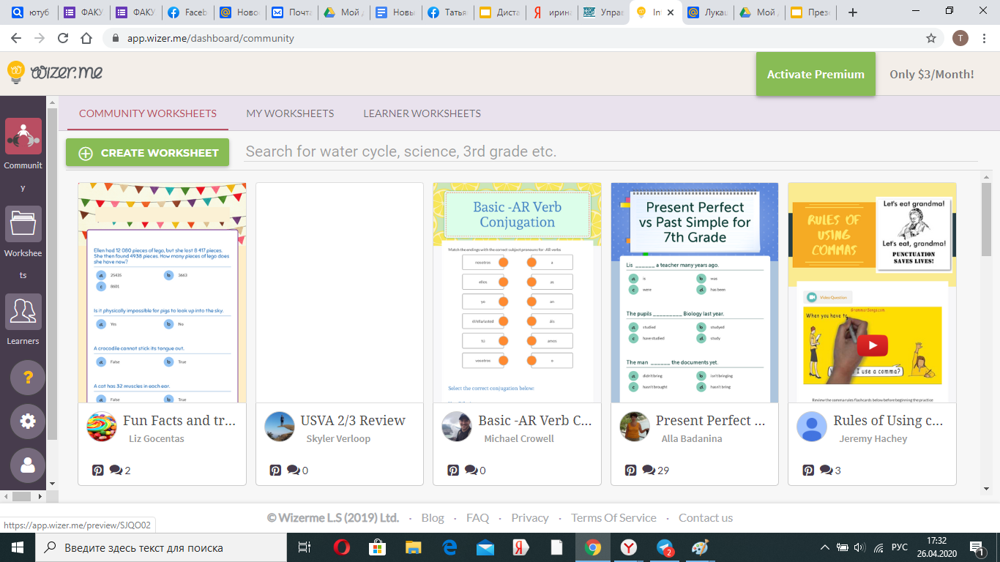 ютуб
ФАКУ
ФАКУ
Faceb
Новос
Почта
Мой д
Новы
Татья
Диста
ирина
Управ
Int
Лукац
Мой д
Презе
app.wizer.me/dashboard/community
T
wizer.me
Activate Premium
Only $3/Month!
COMMUNITY WORKSHEETS
MY WORKSHEETS
LEARNER WORKSHEETS
CREATE WORKSHEET
Search for water cycle, science, 3rd grade etc.
Communit
y
Workshee
ts
Learners
?
Ellen had 12 080 pieces of lego, but she lost 8 417 pieces.
She then found 4938 pieces. How many pieces of lego does
she have now?
a 25435
b 3663
c 8601
Is it physically impossible for pigs to look up into the sky.
a Yes
b No
A crocodile cannot stick its tongue out.
a False
b True
A cat has 32 muscles in each ear.
a False
b True
Fun Facts and tr...
Liz Gocentas
2
USVA 2/3 Review
Skyler Verloop
0
Basic -AR Verb
Conjugation
Match the endings with the correct subject pronouns for -AR verbs
nosotros
a
ellos
as
yo
an
él/ella/usted
áis
tú
amos
vosotros
o
Select the correct conjugation below:
Basic -AR Verb C...
Michael Crowell
0
Present Perfect
vs Past Simple for
7th Grade
Lis ______ a teacher many years ago.
a is
b was
c were
d has been
The pupils _________ Biology last year.
a studied
b studyed
c have studied
d study
The man ______ the documents yet.
a didn't bring
b isn't bringing
c hasn't brought
d hasn't bring
Present Perfect ...
Alla Badanina
29
RULES OF
USING
COMMAS
Let's eat grandma!
Let's eat, grandma!
PUNCTUATION
SAVES LIVES!
Video Question
GrammarSongs.com
When you have to
I use a comma?
Review the comma rules flashcards below before beginning the practice
Rules of Using c...
Jeremy Hachey
3
© Wizerme L.S (2019) Ltd. · Blog · FAQ · Privacy · Terms Of Service · Contact us
https://app.wizer.me/preview/SJQO02
Введите здесь текст для поиска
2
РУС
17:32
26.04.2020
1